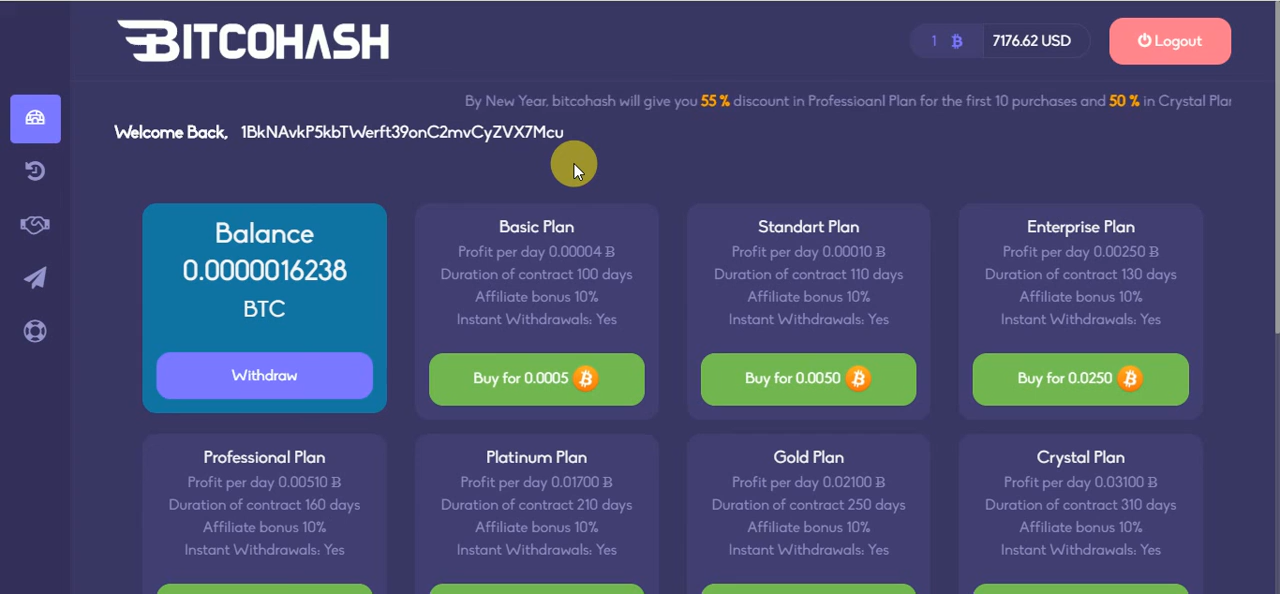 BITCOHASH
1 7176.62 USD
Logout
By New Year, bitcohash will give you 55 % discount in Professioanl Plan for the first 10 purchases and 50 % in Crystal
Welcome Back, 1BkNAvkP5kbTWerft39onC2mvCyZVX7Mcu
Balance
0.0000016238
BTC
Withdraw
Basic Plan
Profit per day 0.00004 Ƀ
Duration of contract 100 days
Affiliate bonus 10%
Instant Withdrawals: Yes
Buy for 0.0005
Standart Plan
Profit per day 0.00010 Ƀ
Duration of contract 110 days
Affiliate bonus 10%
Instant Withdrawals: Yes
Buy for 0.0050
Enterprise Plan
Profit per day 0.00250 Ƀ
Duration of contract 130 days
Affiliate bonus 10%
Instant Withdrawals: Yes
Buy for 0.0250
Professional Plan
Profit per day 0.00510 Ƀ
Duration of contract 160 days
Affiliate bonus 10%
Instant Withdrawals: Yes
Platinum Plan
Profit per day 0.01700 Ƀ
Duration of contract 210 days
Affiliate bonus 10%
Instant Withdrawals: Yes
Gold Plan
Profit per day 0.02100 Ƀ
Duration of contract 250 days
Affiliate bonus 10%
Instant Withdrawals: Yes
Crystal Plan
Profit per day 0.03100 Ƀ
Duration of contract 310 days
Affiliate bonus 10%
Instant Withdrawals: Yes